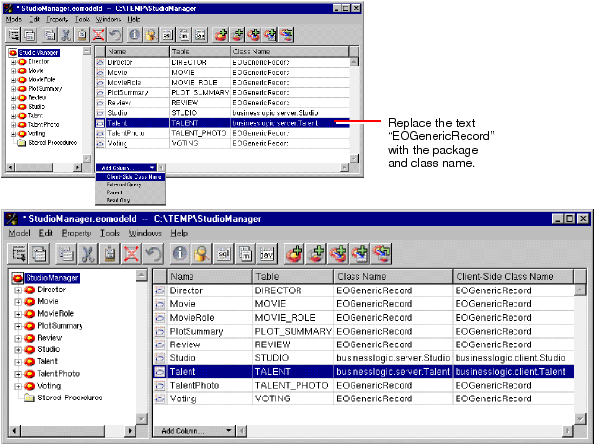 * StudioManager.eomodeld -- C:\TEMP\StudioManager
Model Edit Property Tools Windows Help
sql
StudioManager
Director
Movie
MovieRole
PlotSummary
Review
Studio
Talent
TalentPhoto
Voting
Stored Procedures
Name Table Class Name
Director DIRECTOR EOGenericRecord
Movie MOVIE EOGenericRecord
MovieRole MOVIE_ROLE EOGenericRecord
PlotSummary PLOT_SUMMARY EOGenericRecord
Review REVIEW EOGenericRecord
Studio STUDIO businesslogic.server.Studio
Talent TALENT businesslogic.server.Talent
TalentPhoto TALENT_PHOTO EOGenericRecord
Voting VOTING EOGenericRecord
Add Column...
Client-Side Class Name
External Query
Parent
Read Only
Replace the text
“EOGenericRecord”
with the package
and class name.
* StudioManager.eomodeld -- C:\TEMP\StudioManager
Model Edit Property Tools Windows Help
sql
StudioManager
Director
Movie
MovieRole
PlotSummary
Review
Studio
Talent
TalentPhoto
Voting
Stored Procedures
Name Table Class Name Client-Side Class Name
Director DIRECTOR EOGenericRecord EOGenericRecord
Movie MOVIE EOGenericRecord EOGenericRecord
MovieRole MOVIE_ROLE EOGenericRecord EOGenericRecord
PlotSummary PLOT_SUMMARY EOGenericRecord EOGenericRecord
Review REVIEW EOGenericRecord EOGenericRecord
Studio STUDIO businesslogic.server.Studio businesslogic.client.Studio
Talent TALENT businesslogic.server.Talent businesslogic.client.Talent
TalentPhoto TALENT_PHOTO EOGenericRecord EOGenericRecord
Voting VOTING EOGenericRecord EOGenericRecord
Add Column...